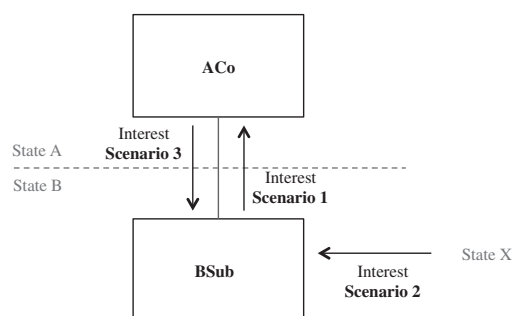 ACo
Interest
Scenario 3
State A
State B
Interest
Scenario 1
BSub
State X
Interest
Scenario 2